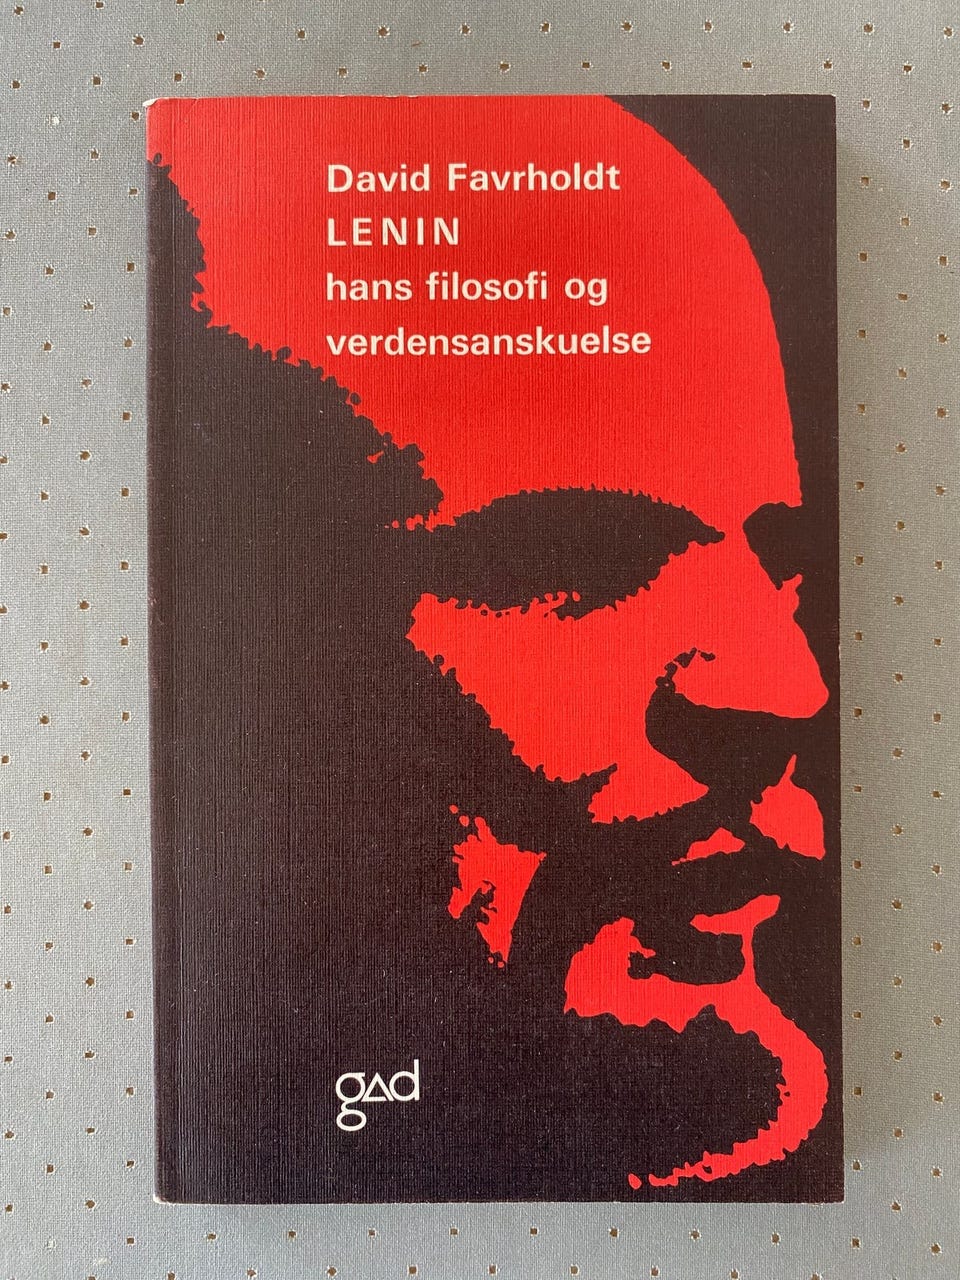 David Favrholdt
LENIN
hans filosofi og
verdensanskuelse
gad